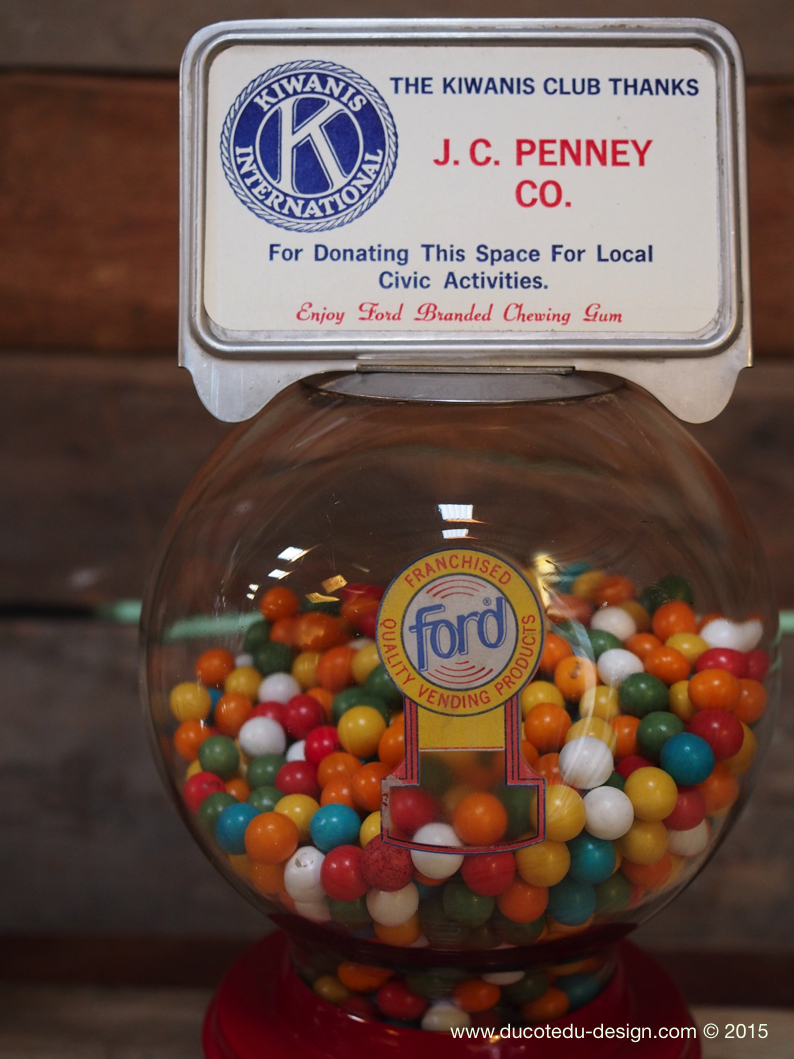 KIWANIS
INTERNATIONAL
K
THE KIWANIS CLUB THANKS
J. C. PENNEY
CO.
For Donating This Space For Local
Civic Activities.
Enjoy Ford Branded Chewing Gum
FRANCHISED
ford®
QUALITY VENDING PRODUCTS
www.ducotedu-design.com © 2015